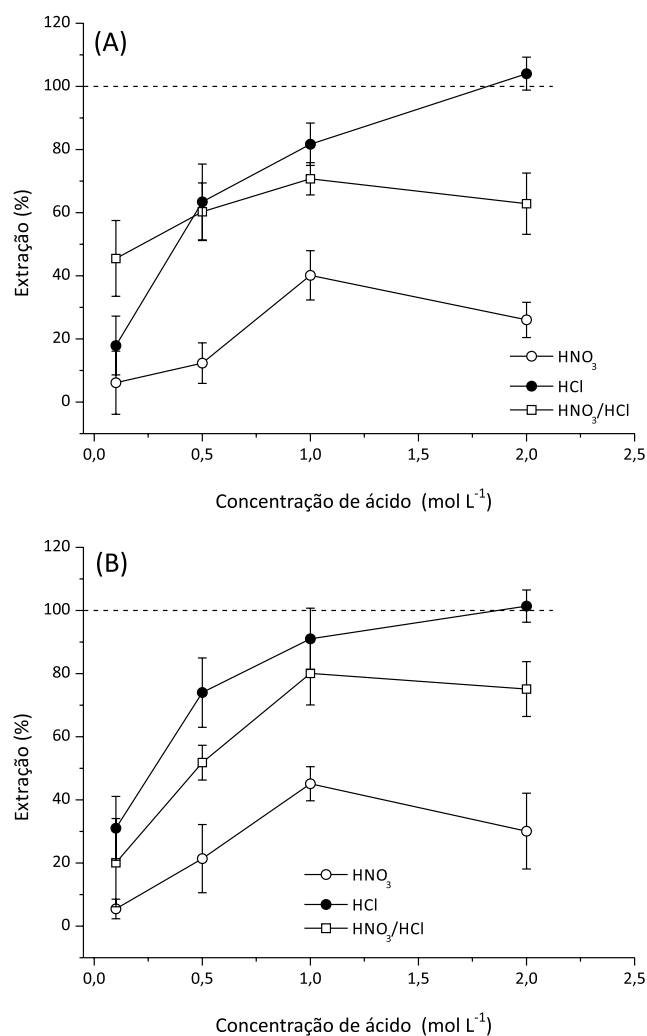 (A)
120
100
80
60
40
20
0
Extração (%)
0,0 0,5 1,0 1,5 2,0 2,5
Concentração de ácido (mol L⁻¹)
HNO₃
HCl
HNO₃/HCl
(B)
120
100
80
60
40
20
0
Extração (%)
HNO₃
HCl
HNO₃/HCl
0,0 0,5 1,0 1,5 2,0 2,5
Concentração de ácido (mol L⁻¹)